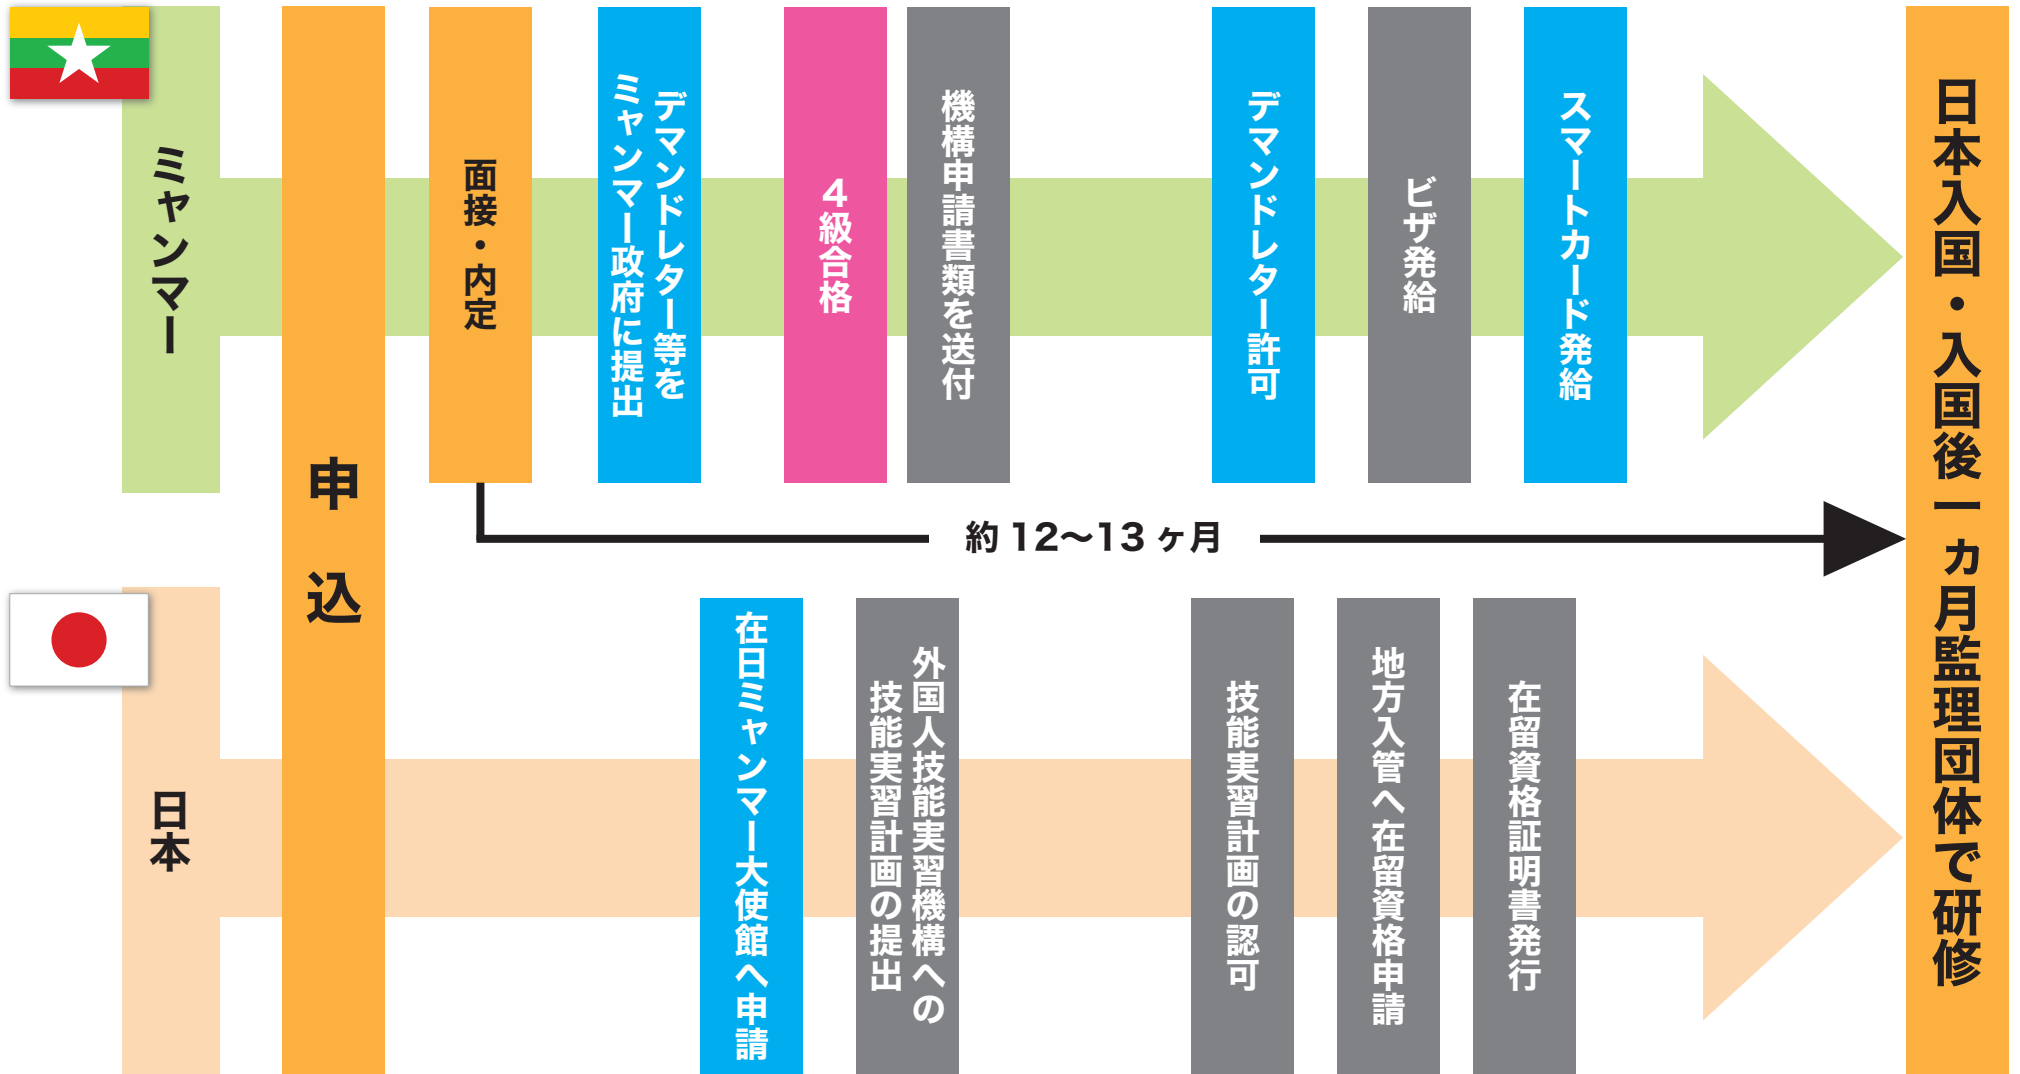 ミャンマー
申込
面接・内定
デマンドレター等を
ミャンマー政府に提出
4級合格
機構申請書類を送付
デマンドレター許可
ビザ発給
スマートカード発給
約12〜13ヶ月
日本
在日ミャンマー大使館へ申請
外国人技能実習機構への
技能実習計画の提出
技能実習計画の認可
地方入管へ在留資格申請
在留資格証明書発行
日本入国・入国後一カ月監理団体で研修